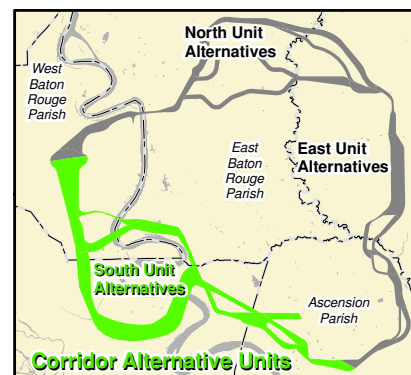 North Unit
Alternatives
West
Baton
Rouge
Parish
East
Baton
Rouge
Parish
East Unit
Alternatives
South Unit
Alternatives
Ascension
Parish
Corridor Alternative Units